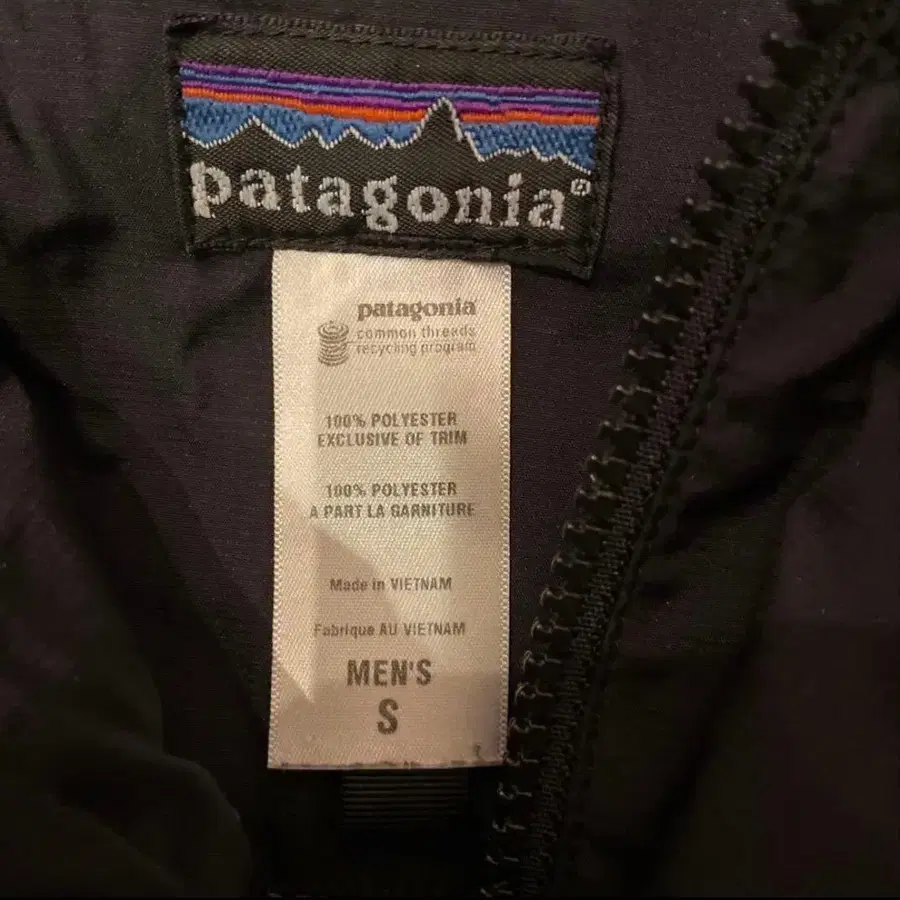 patagonia®
patagonia®
common threads
recycling program
100% POLYESTER
EXCLUSIVE OF TRIM
100% POLYESTER
A PART LA GARNITURE
Made in VIETNAM
Fabrique AU VIETNAM
MEN'S
S